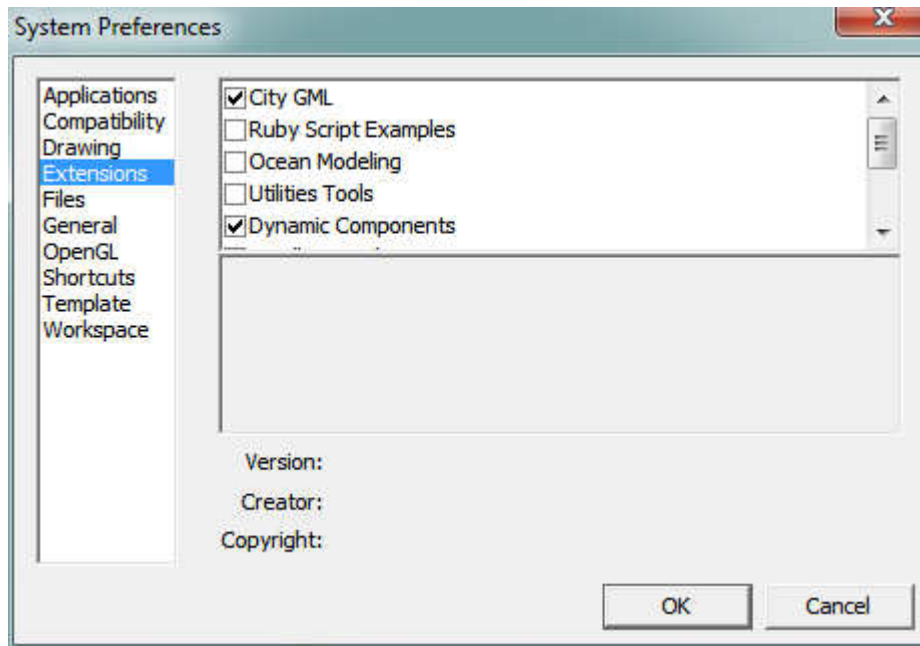 System Preferences
Applications
Compatibility
Drawing
Extensions
Files
General
OpenGL
Shortcuts
Template
Workspace
City GML
Ruby Script Examples
Ocean Modeling
Utilities Tools
Dynamic Components
Version:
Creator:
Copyright:
OK
Cancel